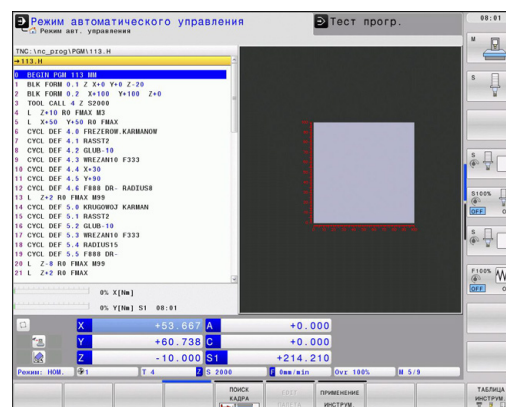 Режим автоматического управления
Режим авт. управления
Тест прогр.
08:01
TNC:\nc_prog\PGM\113.H
→113.H
0 BEGIN PGM 113 MM
1 BLK FORM 0.1 Z X+0 Y+0 Z-20
2 BLK FORM 0.2 X+100 Y+100 Z+0
3 TOOL CALL 4 Z S2000
4 L Z+10 R0 FMAX M3
5 L X+50 Y+50 R0 FMAX
6 CYCL DEF 4.0 FREZEROW.KARMANOW
7 CYCL DEF 4.1 RASST2
8 CYCL DEF 4.2 GLUB-10
9 CYCL DEF 4.3 WREZAN10 F333
10 CYCL DEF 4.4 X+30
11 CYCL DEF 4.5 Y+90
12 CYCL DEF 4.6 F888 DR- RADIUS8
13 L Z+2 R0 FMAX M99
14 CYCL DEF 5.0 KRUGOWOJ KARMAN
15 CYCL DEF 5.1 RASST2
16 CYCL DEF 5.2 GLUB-10
17 CYCL DEF 5.3 WREZAN10 F333
18 CYCL DEF 5.4 RADIUS15
19 CYCL DEF 5.5 F888 DR-
20 L Z-8 R0 FMAX M99
21 L Z+2 R0 FMAX
0% X[Nm]
0% Y[Nm] S1 08:01
X +53.667 A +0.000
Y +60.738 C +0.000
Z -10.000 S1 +214.210
Режим: НОМ. 1 T 4 Z S 2000 F 0mm/min Ovr 100% M 5/9
M
S
S
S100%
OFF
S
F100%
OFF
ПОИСК
КАДРА
ПРИМЕНЕНИЕ
ИНСТРУМ.
ТАБЛИЦА
ИНСТРУМ.